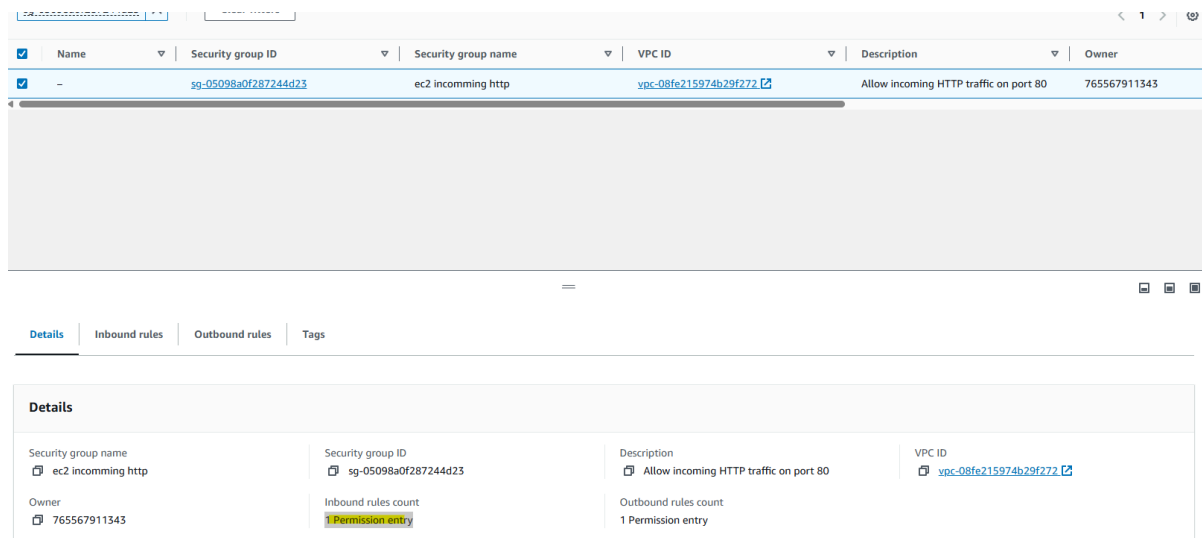 1
Name Security group ID Security group name VPC ID Description Owner
– sg-05098a0f287244d23 ec2 incomming http vpc-08fe215974b29f272 Allow incoming HTTP traffic on port 80 765567911343
Details Inbound rules Outbound rules Tags
Details
Security group name Security group ID Description VPC ID
ec2 incomming http sg-05098a0f287244d23 Allow incoming HTTP traffic on port 80 vpc-08fe215974b29f272
Owner Inbound rules count Outbound rules count
765567911343 1 Permission entry 1 Permission entry